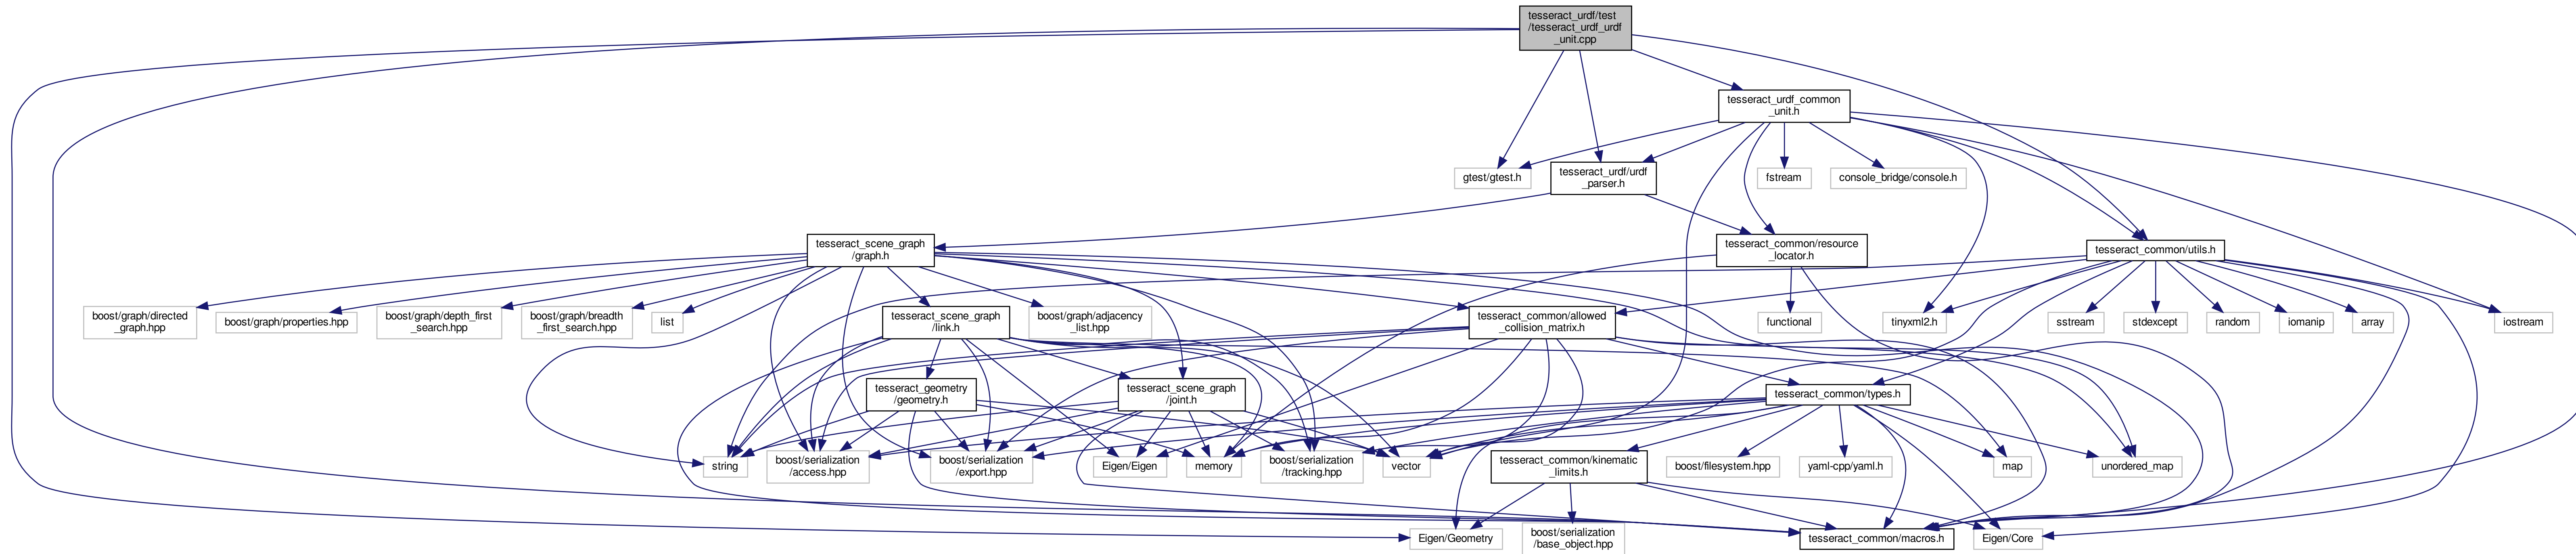 tesseract_urdf/test
/tesseract_urdf_urdf
_unit.cpp
tesseract_urdf_common
_unit.h
gtest/gtest.h
tesseract_urdf/urdf
_parser.h
fstream
console_bridge/console.h
tesseract_scene_graph
/graph.h
tesseract_common/resource
_locator.h
tesseract_common/utils.h
boost/graph/directed
_graph.hpp
boost/graph/properties.hpp
boost/graph/depth_first
_search.hpp
boost/graph/breadth
_first_search.hpp
list
tesseract_scene_graph
/link.h
boost/graph/adjacency
_list.hpp
tesseract_common/allowed
_collision_matrix.h
functional
tinyxml2.h
sstream
stdexcept
random
iomanip
array
iostream
tesseract_geometry
/geometry.h
tesseract_scene_graph
/joint.h
tesseract_common/types.h
string
boost/serialization
/access.hpp
boost/serialization
/export.hpp
Eigen/Eigen
memory
boost/serialization
/tracking.hpp
vector
tesseract_common/kinematic
_limits.h
boost/filesystem.hpp
yaml-cpp/yaml.h
map
unordered_map
Eigen/Geometry
boost/serialization
/base_object.hpp
tesseract_common/macros.h
Eigen/Core